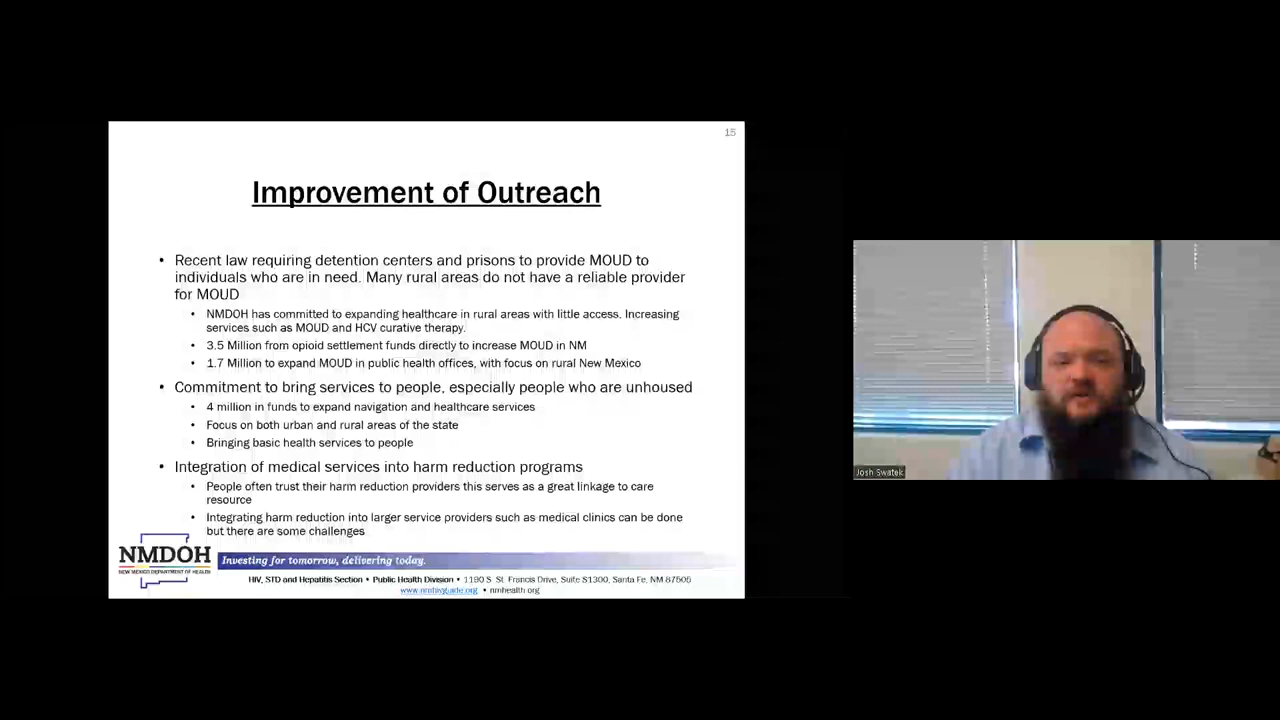 15
Improvement of Outreach
• Recent law requiring detention centers and prisons to provide MOUD to
individuals who are in need. Many rural areas do not have a reliable provider
for MOUD
• NMDOH has committed to expanding healthcare in rural areas with little access. Increasing
services such as MOUD and HCV curative therapy.
• 3.5 Million from opioid settlement funds directly to increase MOUD in NM
• 1.7 Million to expand MOUD in public health offices, with focus on rural New Mexico
• Commitment to bring services to people, especially people who are unhoused
• 4 million in funds to expand navigation and healthcare services
• Focus on both urban and rural areas of the state
• Bringing basic health services to people
• Integration of medical services into harm reduction programs
• People often trust their harm reduction providers this serves as a great linkage to care
resource
• Integrating harm reduction into larger service providers such as medical clinics can be done
but there are some challenges
NMDOH
NEW MEXICO DEPARTMENT OF HEALTH
Investing for tomorrow, delivering today.
HIV, STD and Hepatitis Section • Public Health Division • 1190 S. St. Francis Drive, Suite S1300, Santa Fe, NM 87505
www.nmhivguide.org • nmhealth.org
Josh Swatek